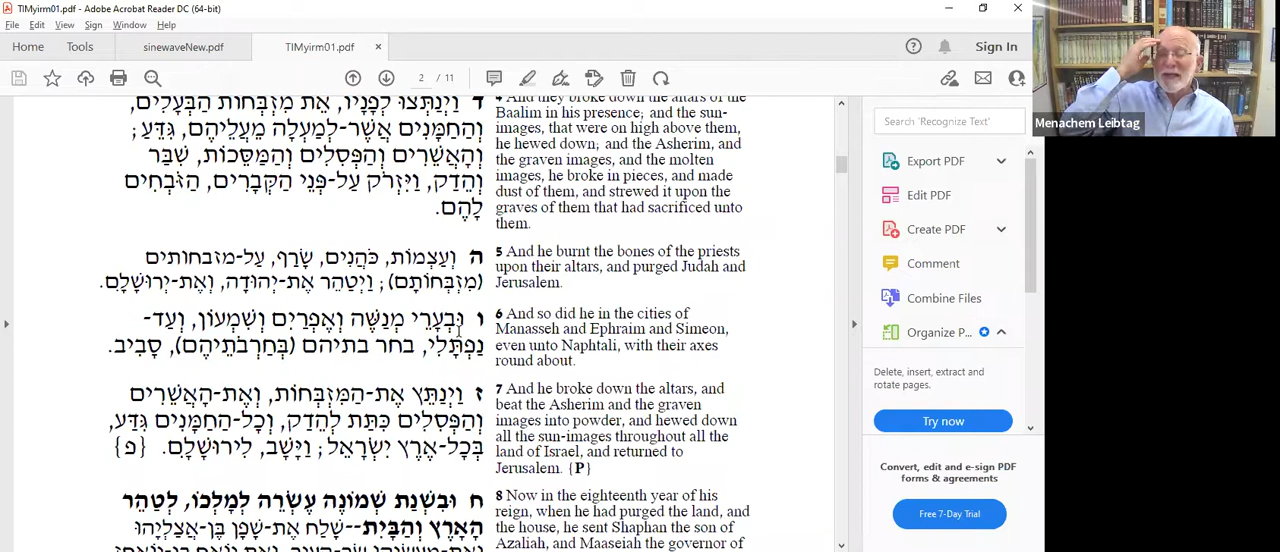 TIMyirm01.pdf - Adobe Acrobat Reader DC (64-bit)
File Edit View Sign Window Help
Home Tools sinewaveNew.pdf TIMyirm01.pdf × Sign In
2 / 11
ד וַיְנַתְּצוּ לְפָנָיו, אֵת מִזְבְּחוֹת הַבְּעָלִים,
וְהַחַמָּנִים אֲשֶׁר-לְמַעְלָה מֵעֲלֵיהֶם, גִּדֵּעַ;
וְהָאֲשֵׁרִים וְהַפְּסִלִים וְהַמַּסֵּכוֹת, שִׁבַּר
וְהֵדַק, וַיִּזְרֹק עַל-פְּנֵי הַקְּבָרִים, הַזֹּבְחִים
לָהֶם.
4 And they broke down the altars of the
Baalim in his presence; and the sun-
images, that were on high above them,
he hewed down; and the Asherim, and
the graven images, and the molten
images, he broke in pieces, and made
dust of them, and strewed it upon the
graves of them that had sacrificed unto
them.
ה וְעַצְמוֹת, כֹּהֲנִים, שָׂרַף, עַל-מזבחותים
(מִזְבְּחוֹתָם); וַיְטַהֵר אֶת-יְהוּדָה, וְאֶת-יְרוּשָׁלִָם.
5 And he burnt the bones of the priests
upon their altars, and purged Judah and
Jerusalem.
ו וּבְעָרֵי מְנַשֶּׁה וְאֶפְרַיִם וְשִׁמְעוֹן, וְעַד-
נַפְתָּלִי, בחר בתיהם (בְּחַרְבֹתֵיהֶם), סָבִיב.
6 And so did he in the cities of
Manasseh and Ephraim and Simeon,
even unto Naphtali, with their axes
round about.
ז וַיְנַתֵּץ אֶת-הַמִּזְבְּחוֹת, וְאֶת-הָאֲשֵׁרִים
וְהַפְּסִלִים כִּתַּת לְהֵדַק, וְכָל-הַחַמָּנִים גִּדַּע,
בְּכָל-אֶרֶץ יִשְׂרָאֵל; וַיָּשָׁב, לִירוּשָׁלִָם. {פ}
7 And he broke down the altars, and
beat the Asherim and the graven
images into powder, and hewed down
all the sun-images throughout all the
land of Israel, and returned to
Jerusalem. {P}
ח וּבִשְׁנַת שְׁמוֹנֶה עֶשְׂרֵה לְמָלְכוֹ, לְטַהֵר
הָאָרֶץ וְהַבָּיִת--שָׁלַח אֶת-שָׁפָן בֶּן-אֲצַלְיָהוּ
8 Now in the eighteenth year of his
reign, when he had purged the land, and
the house, he sent Shaphan the son of
Azaliah, and Maaseiah the governor of
Search 'Recognize Text'
Export PDF
Edit PDF
Create PDF
Comment
Combine Files
Organize P...
Delete, insert, extract and
rotate pages.
Try now
Convert, edit and e-sign PDF
forms & agreements
Free 7-Day Trial
Menachem Leibtag